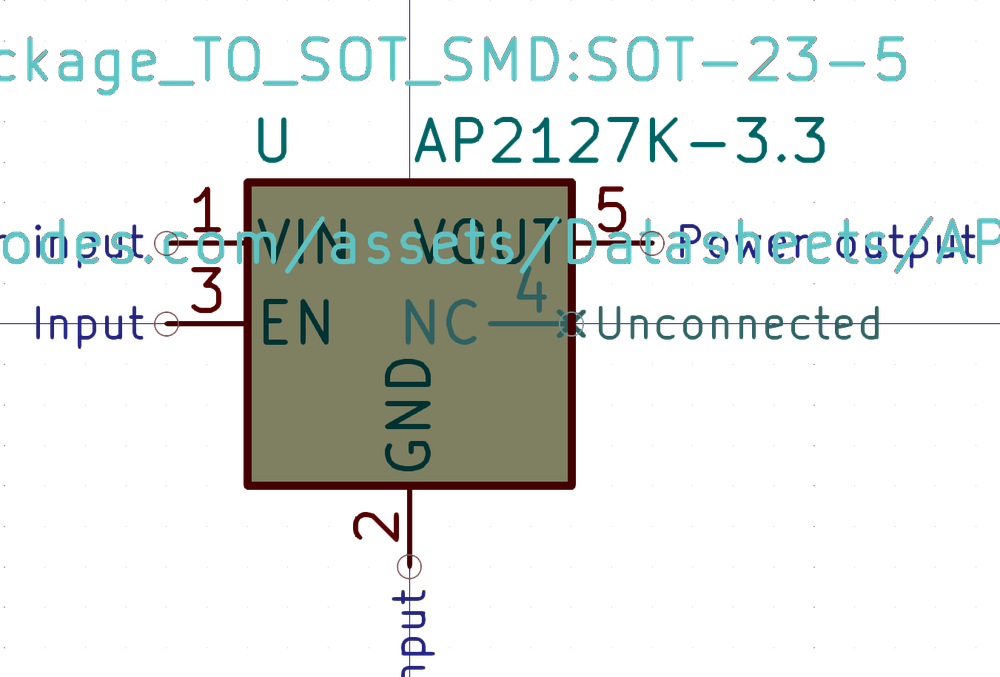 ckage_TO_SOT_SMD:SOT-23-5
U AP2127K-3.3
1 5
r input VIN VOUT Power output
odes.com/assets/Datasheets/AP
3 4
Input EN NC Unconnected
GND
2
nput